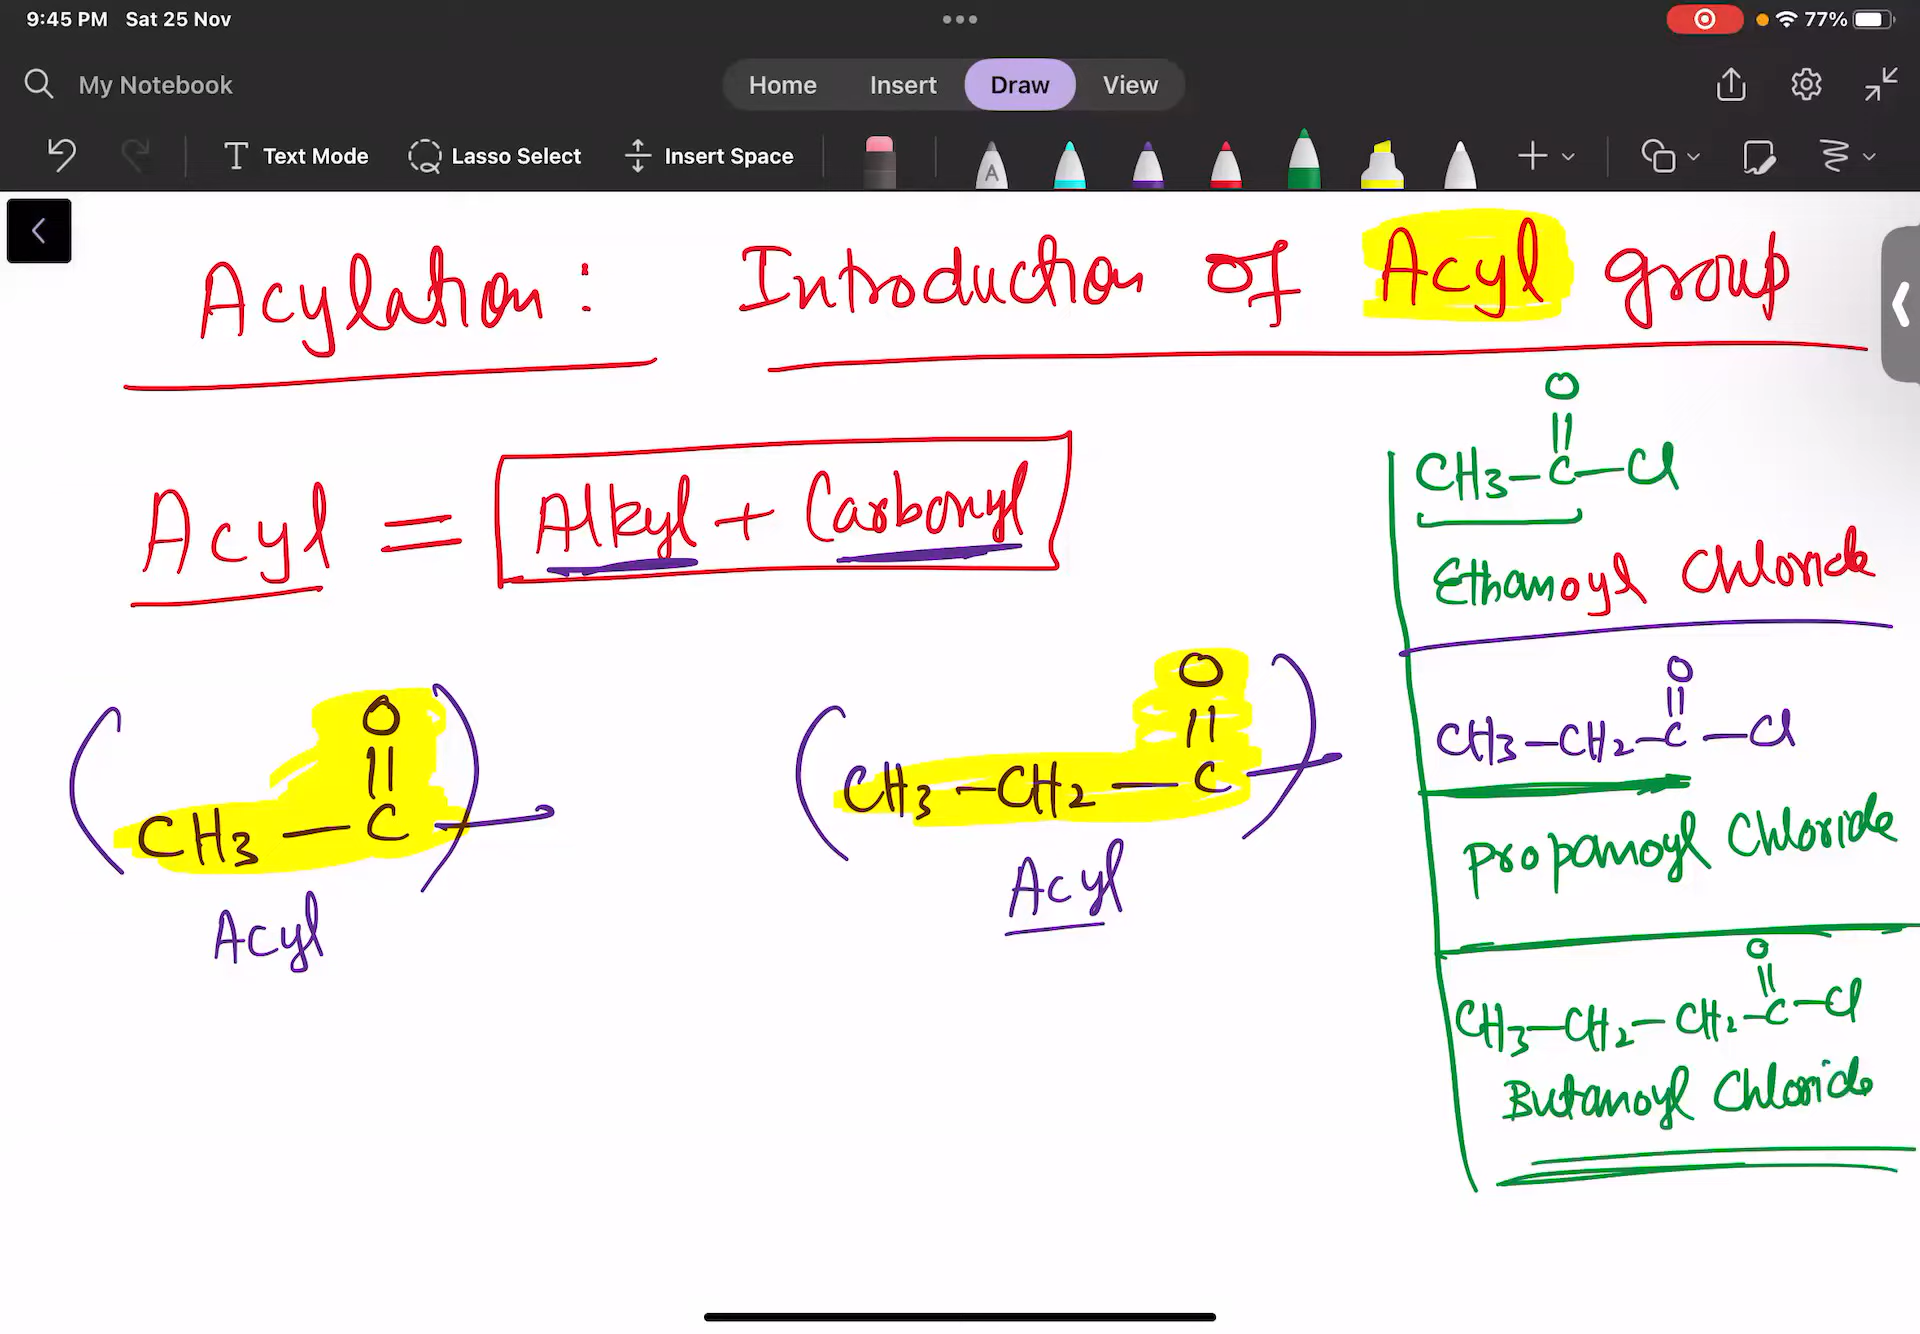 9:45 PM Sat 25 Nov
77%
My Notebook
Home Insert Draw View
Text Mode Lasso Select Insert Space
A
Acylation: Introduction of Acyl group
Acyl = Alkyl + Carbonyl
O
||
CH3-C-Cl
Ethanoyl Chloride
O
||
CH3-CH2-C-Cl
Propanoyl Chloride
O
||
CH3-CH2-CH2-C-Cl
Butanoyl Chloride
O
||
(CH3-C)-
Acyl
O
||
(CH3-CH2-C)-
Acyl